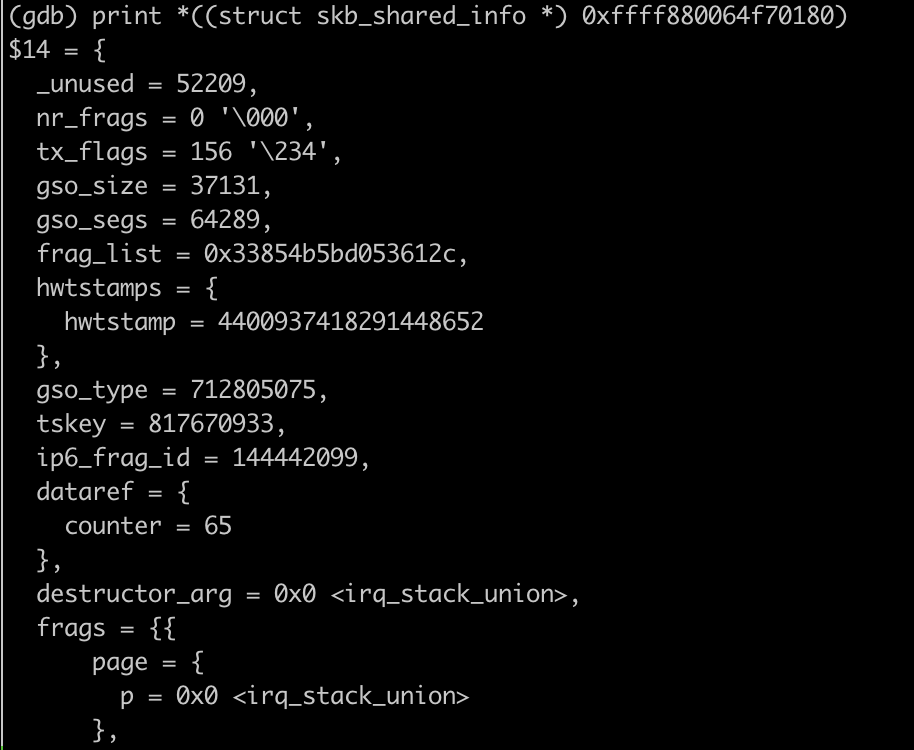 (gdb) print *((struct skb_shared_info *) 0xffff880064f70180)
$14 = {
  _unused = 52209,
  nr_frags = 0 '\000',
  tx_flags = 156 '\234',
  gso_size = 37131,
  gso_segs = 64289,
  frag_list = 0x33854b5bd053612c,
  hwtstamps = {
    hwtstamp = 4400937418291448652
  },
  gso_type = 712805075,
  tskey = 817670933,
  ip6_frag_id = 144442099,
  dataref = {
    counter = 65
  },
  destructor_arg = 0x0 <irq_stack_union>,
  frags = {{
      page = {
        p = 0x0 <irq_stack_union>
      },